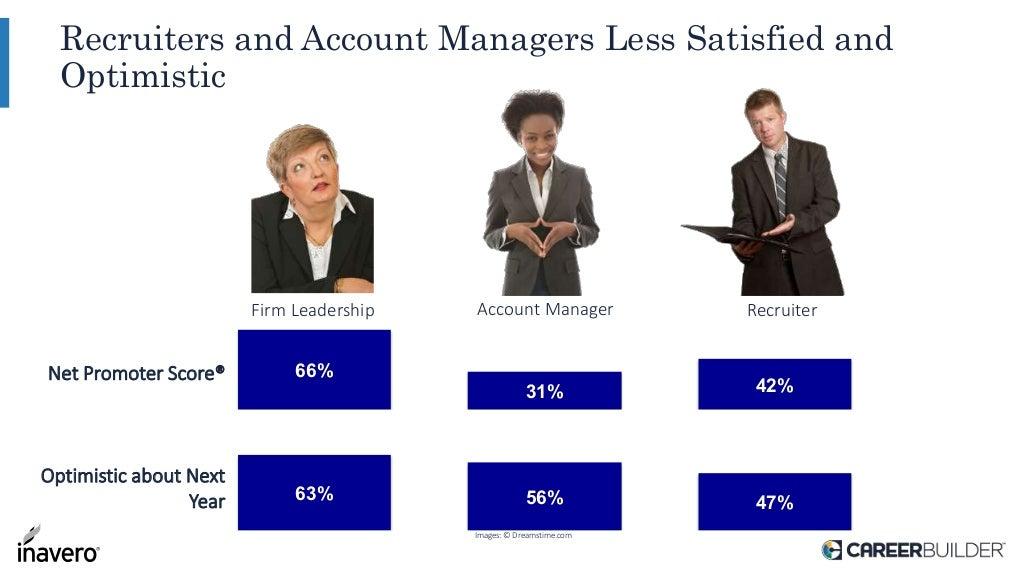 Recruiters and Account Managers Less Satisfied and
Optimistic
Firm Leadership
Account Manager
Recruiter
Net Promoter Score®
66%
31%
42%
Optimistic about Next
Year
63%
56%
47%
Images: © Dreamstime.com
inavero®
CAREERBUILDER™